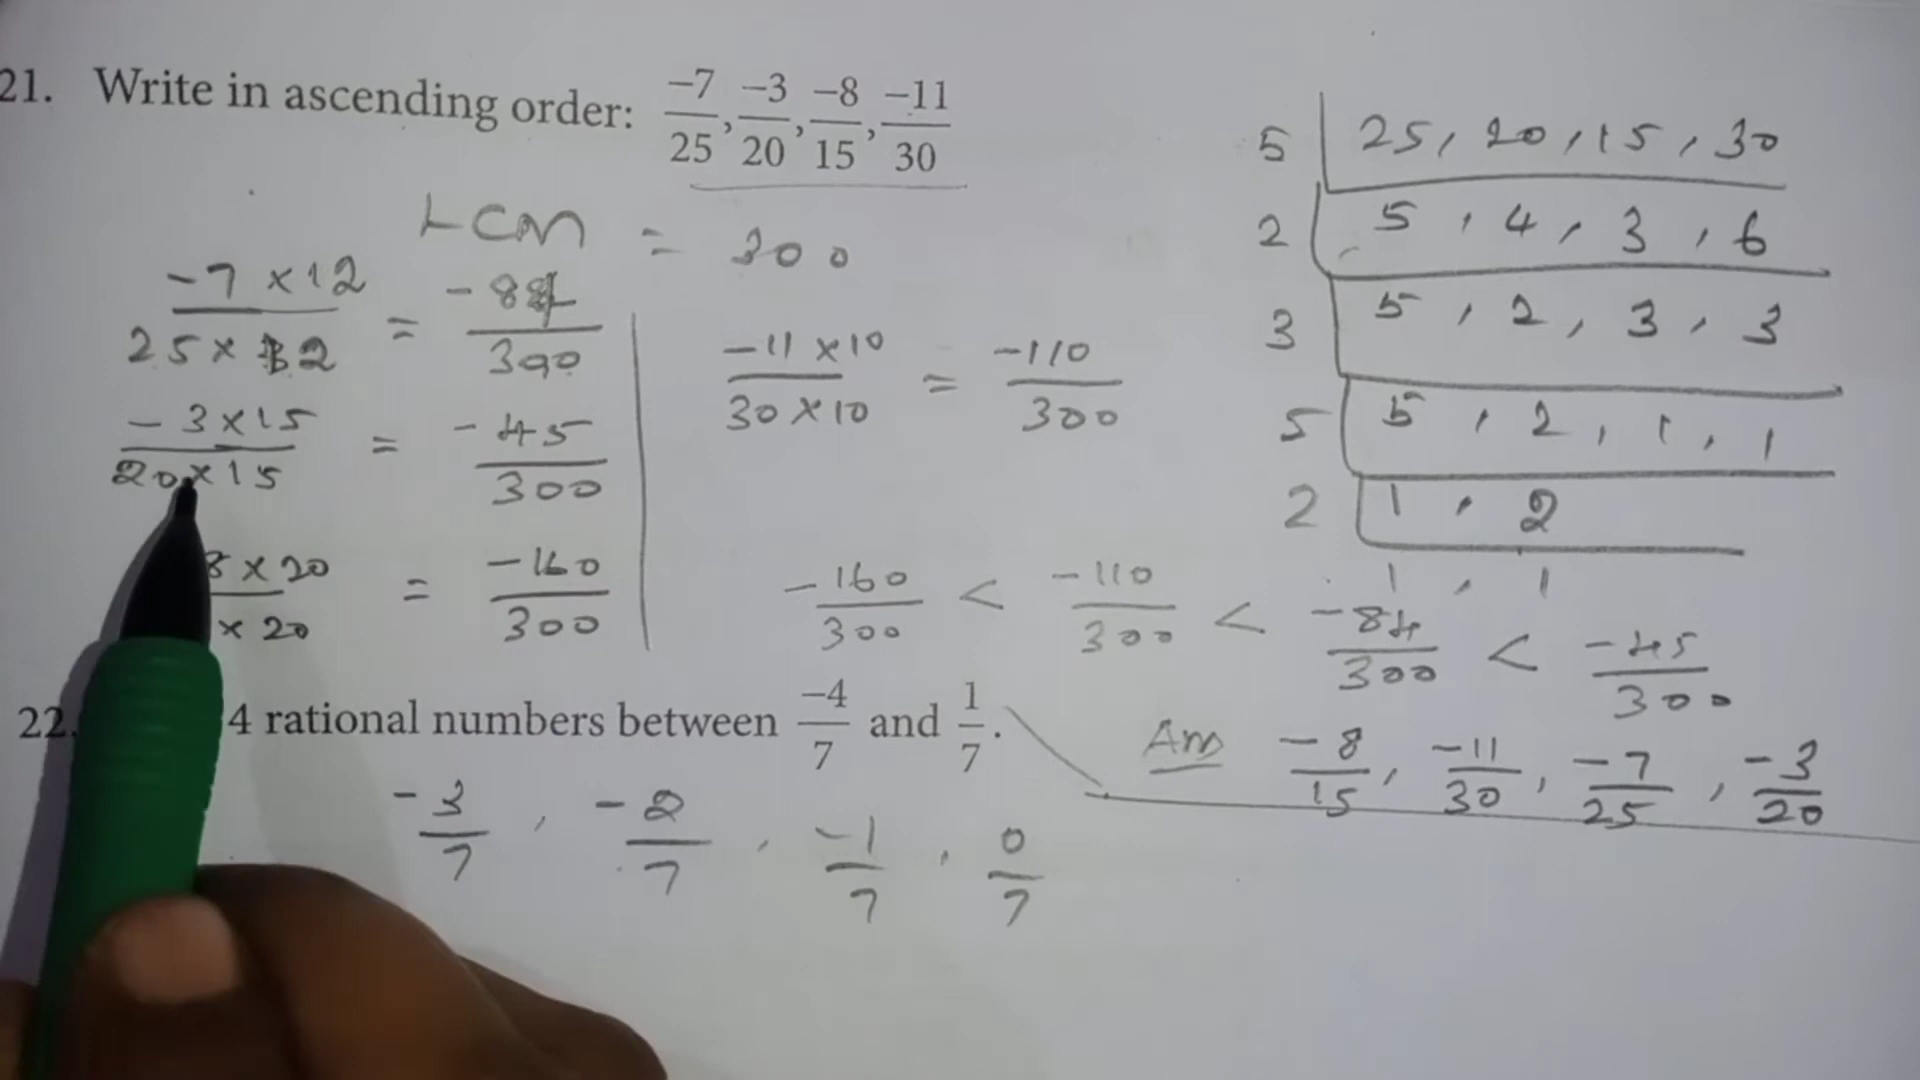 21. Write in ascending order: -7/25, -3/20, -8/15, -11/30
LCM = 300
-7 × 12 / 25 × 12 = -84/300
-3 × 15 / 20 × 15 = -45/300
8 × 20 / × 20 = -160/300
-11 × 10 / 30 × 10 = -110/300
5 | 25, 20, 15, 30
2 | 5, 4, 3, 6
3 | 5, 2, 3, 3
5 | 5, 2, 1, 1
2 | 1, 2
1, 1
-160/300 < -110/300 < -84/300 < -45/300
Ans -8/15, -11/30, -7/25, -3/20
22. 4 rational numbers between -4/7 and 1/7.
-3/7, -2/7, -1/7, 0/7